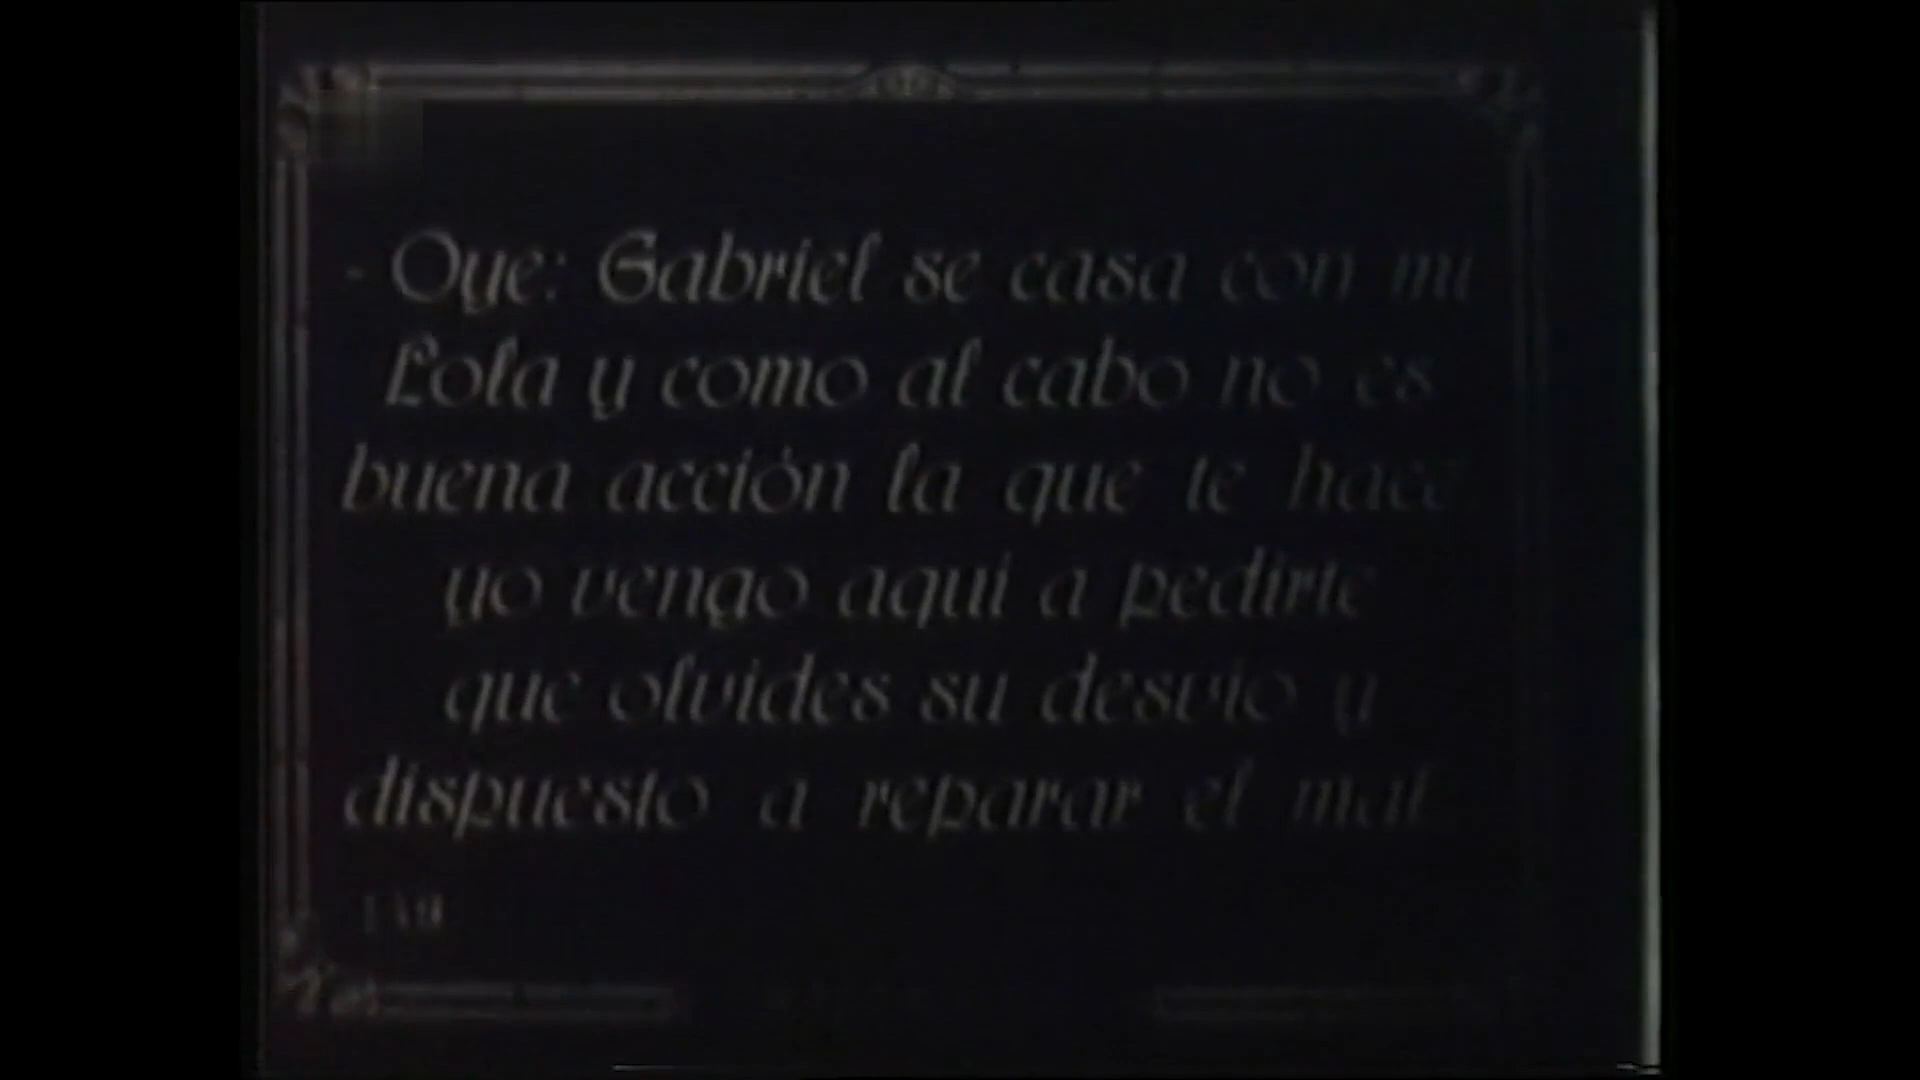 - Oye: Gabriel se casa con mi
Lola y como al cabo no es
buena acción la que te hace
yo vengo aquí a pedirte
que olvides su desvio y
dispuesto a reparar el mal